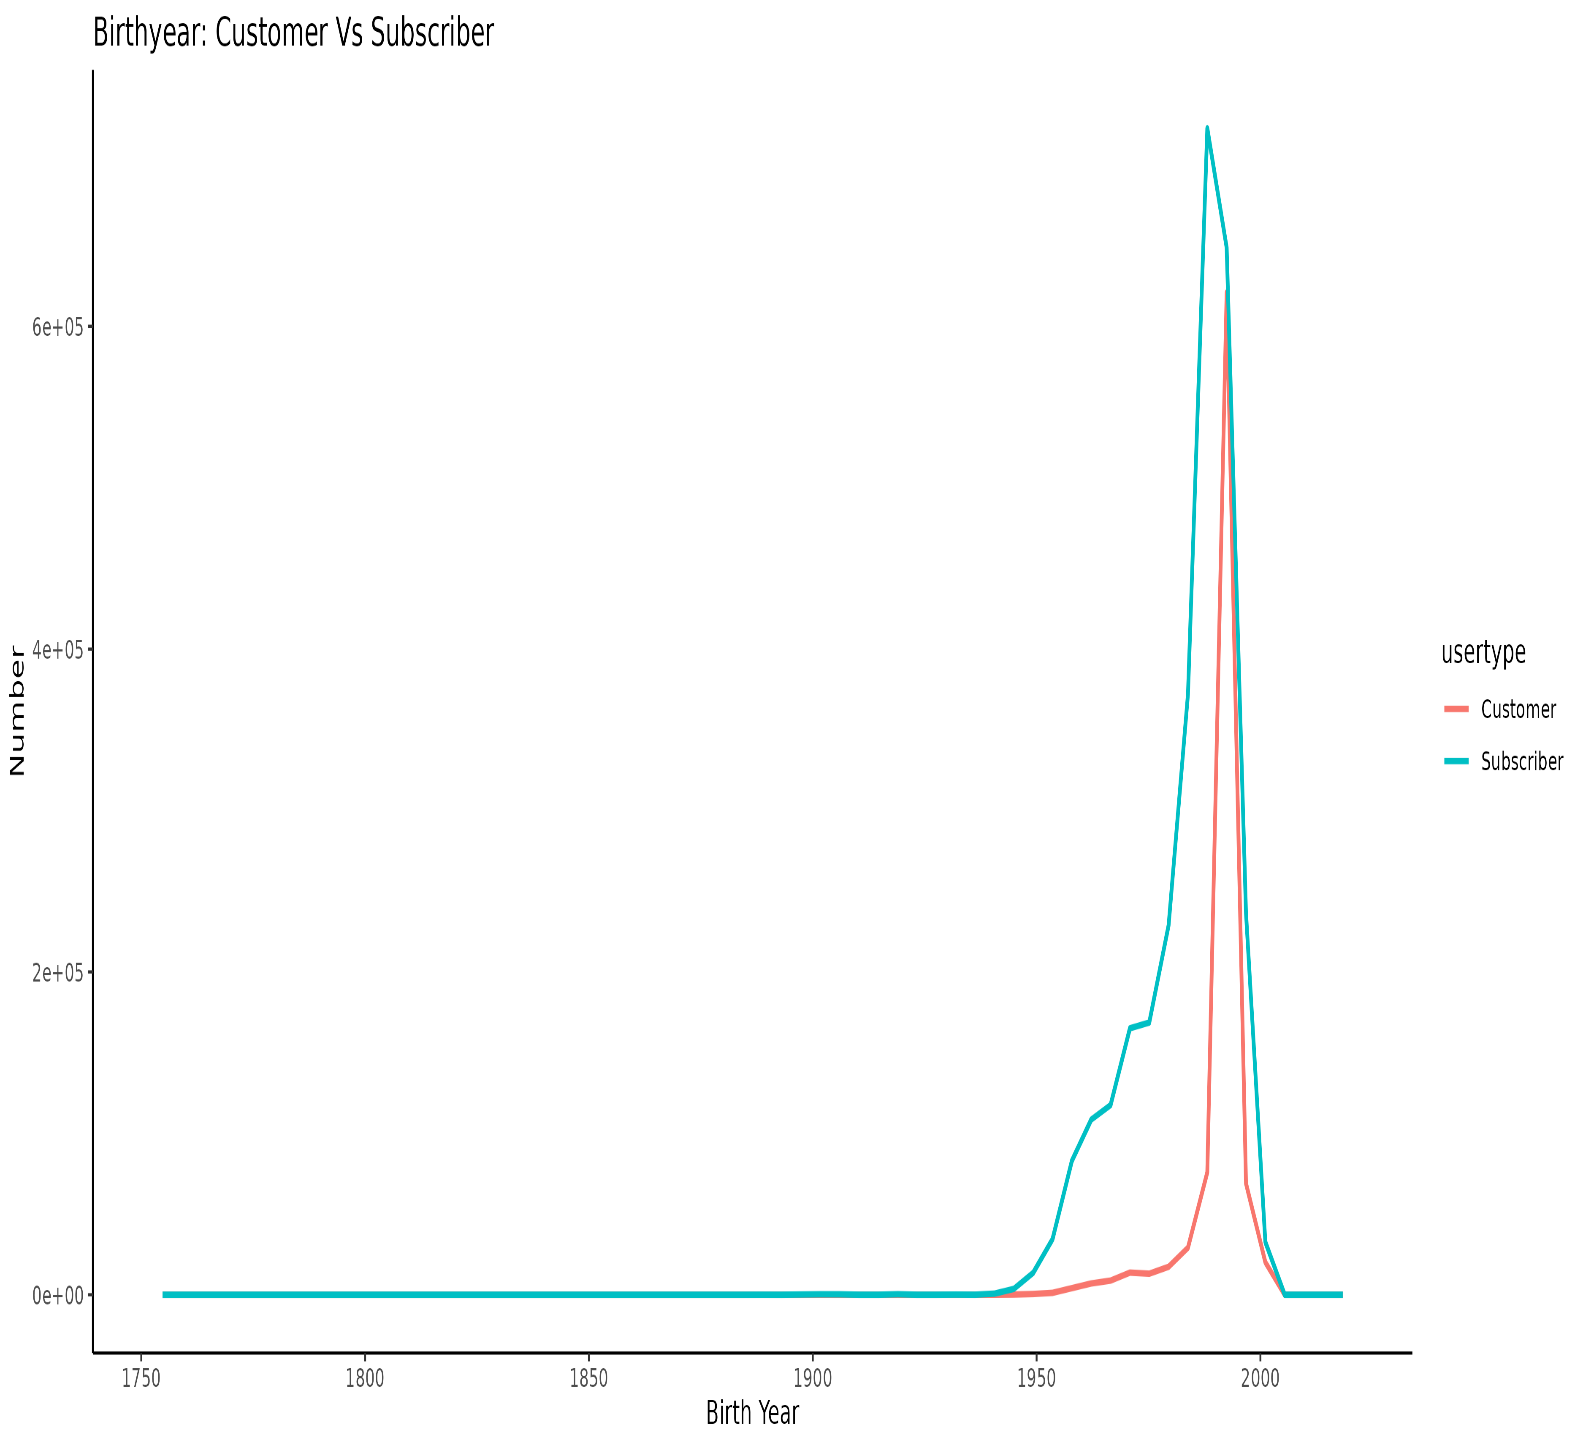 Birthyear: Customer Vs Subscriber
6e+05
4e+05
2e+05
0e+00
Number
1750 1800 1850 1900 1950 2000
Birth Year
usertype
Customer
Subscriber